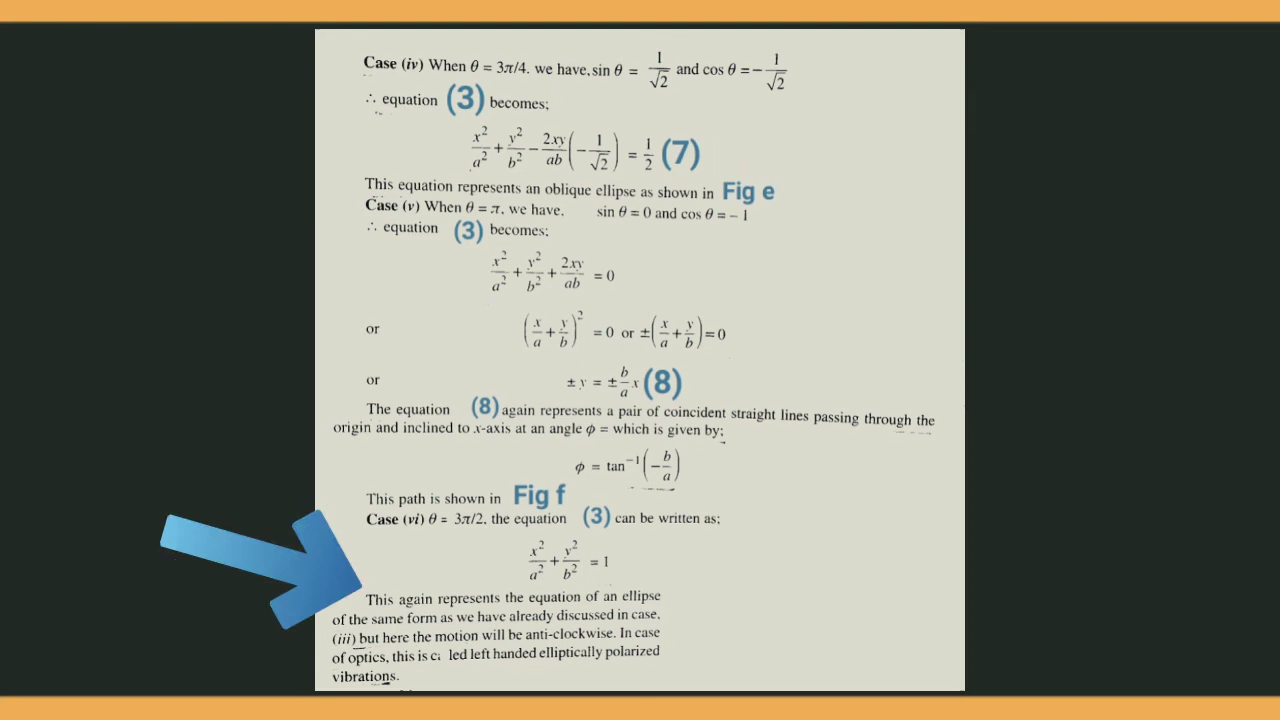 Case (iv) When θ = 3π/4. we have, sin θ = 1/√2 and cos θ = − 1/√2
∴ equation (3) becomes;
x²/a² + y²/b² − 2xy/ab (− 1/√2) = 1/2 (7)
This equation represents an oblique ellipse as shown in Fig e
Case (v) When θ = π, we have, sin θ = 0 and cos θ = − 1
∴ equation (3) becomes;
x²/a² + y²/b² + 2xy/ab = 0
or (x/a + y/b)² = 0 or ± (x/a + y/b) = 0
or ± y = ± b/a x (8)
The equation (8) again represents a pair of coincident straight lines passing through the
origin and inclined to x-axis at an angle φ = which is given by;
φ = tan⁻¹ (− b/a)
This path is shown in Fig f
Case (vi) θ = 3π/2, the equation (3) can be written as;
x²/a² + y²/b² = 1
This again represents the equation of an ellipse
of the same form as we have already discussed in case,
(iii) but here the motion will be anti-clockwise. In case
of optics, this is ca led left handed elliptically polarized
vibrations.